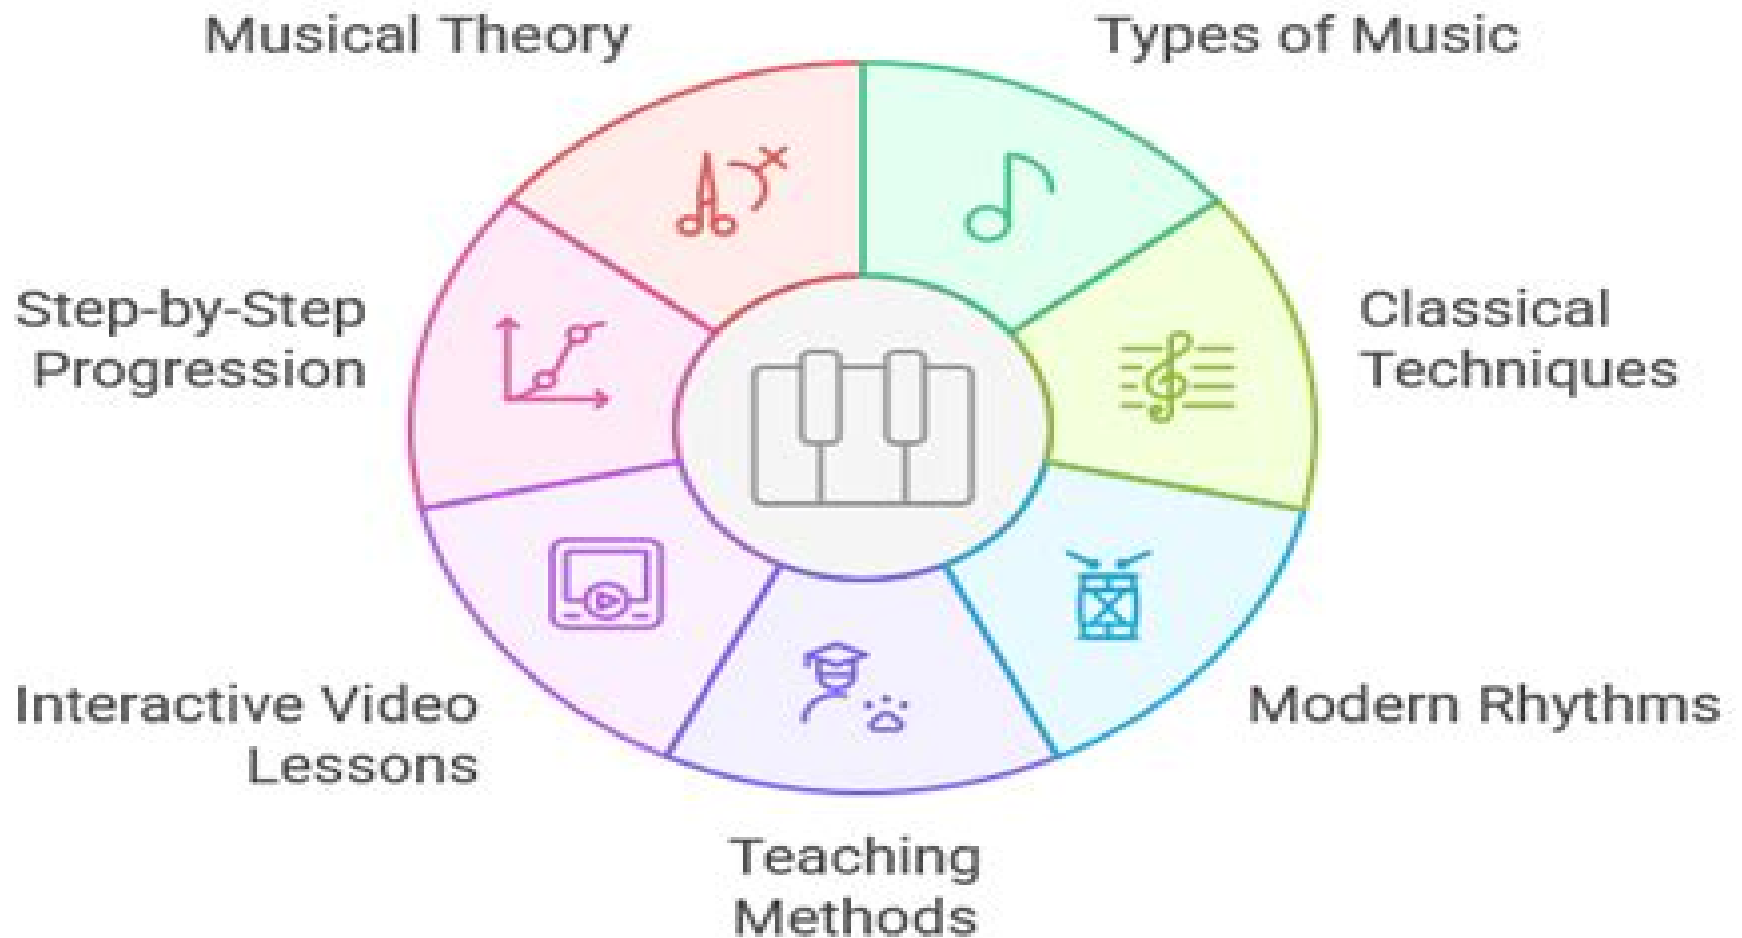 Musical Theory
Types of Music
Step-by-Step
Progression
Classical
Techniques
Interactive Video
Lessons
Modern Rhythms
Teaching
Methods